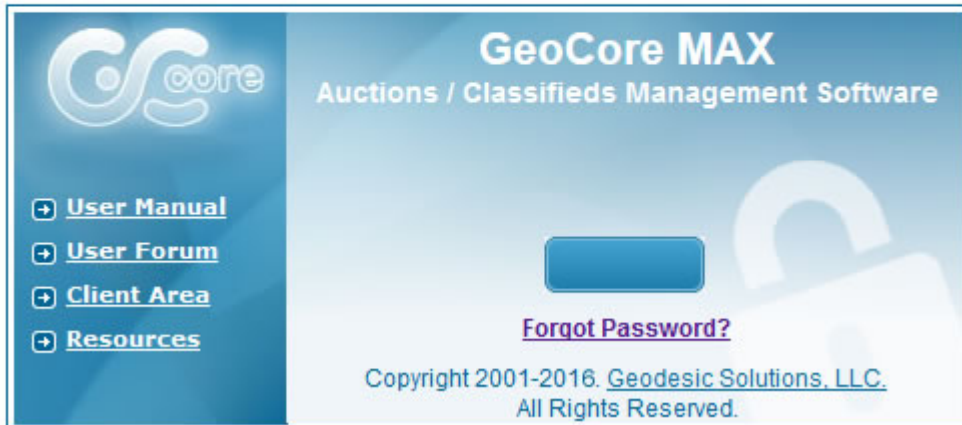 core
User Manual
User Forum
Client Area
Resources
GeoCore MAX
Auctions / Classifieds Management Software
Forgot Password?
Copyright 2001-2016. Geodesic Solutions, LLC.
All Rights Reserved.